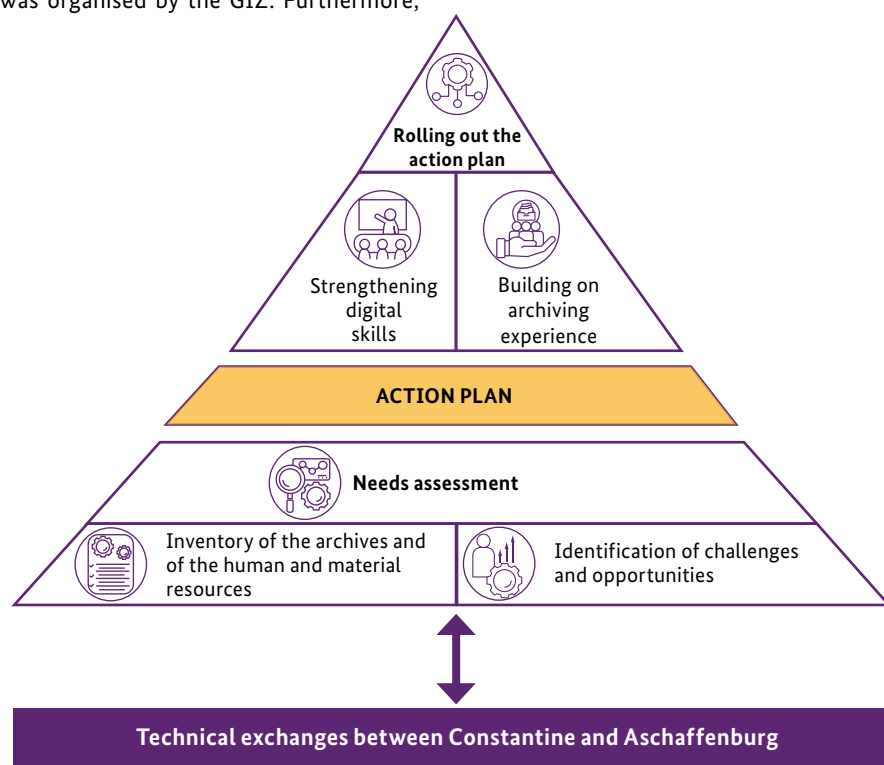 was organised by the GIZ. Furthermore,
Rolling out the
action plan
Strengthening
digital
skills
Building on
archiving
experience
ACTION PLAN
Needs assessment
Inventory of the archives and
of the human and material
resources
Identification of challenges
and opportunities
Technical exchanges between Constantine and Aschaffenburg